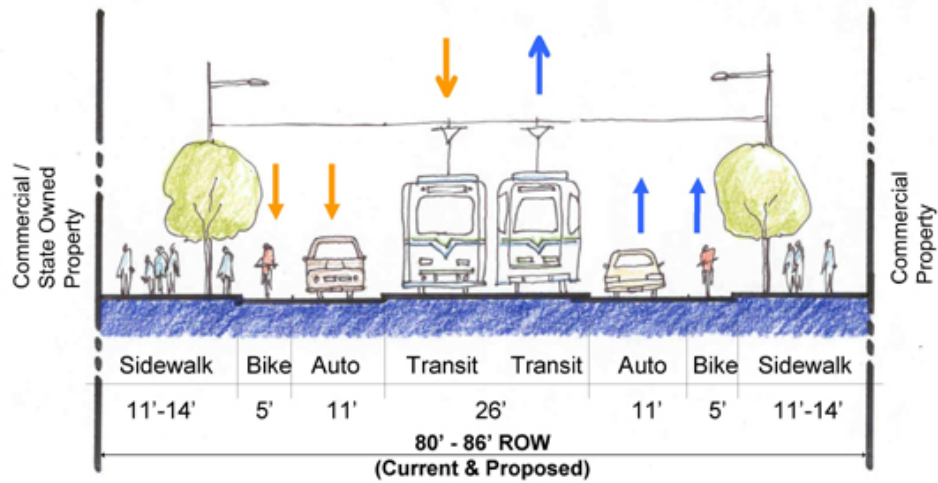 Commercial /
State Owned
Property
Commercial
Property
Sidewalk Bike Auto Transit Transit Auto Bike Sidewalk
11'-14' 5' 11' 26' 11' 5' 11'-14'
80' - 86' ROW
(Current & Proposed)